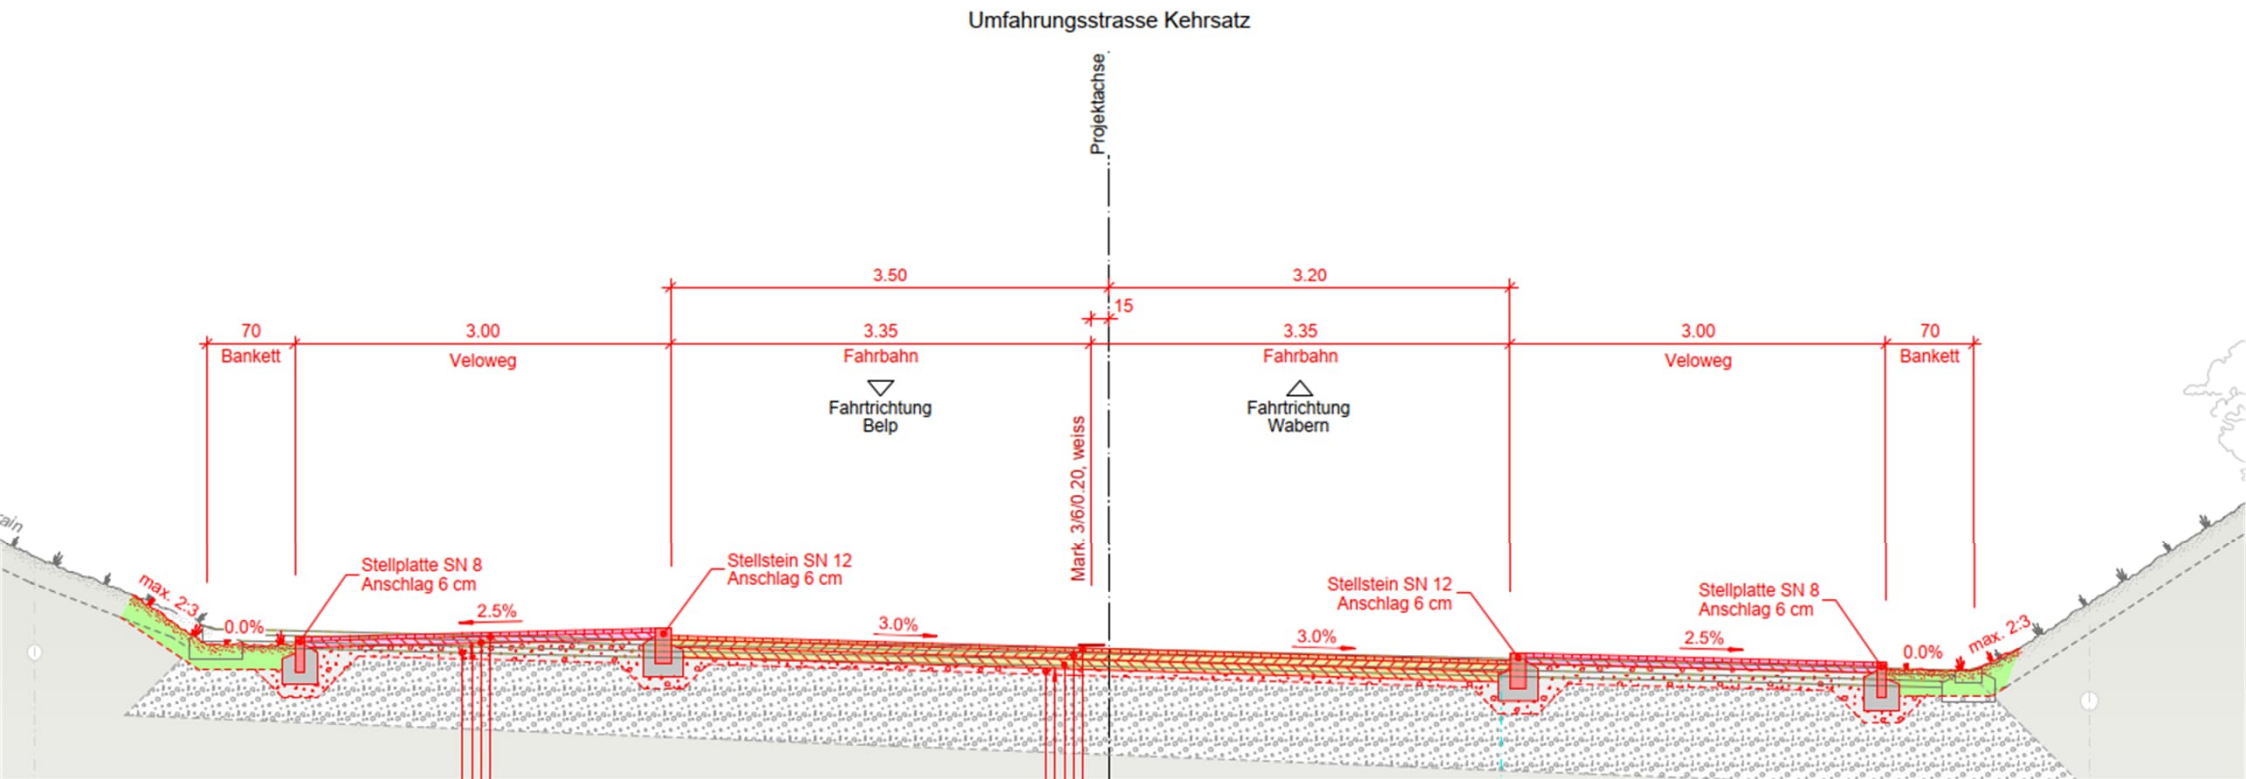 Umfahrungsstrasse Kehrsatz
Projektachse
3.50
3.20
15
70
3.00
3.35
3.35
3.00
70
Bankett
Veloweg
Fahrbahn
Fahrbahn
Veloweg
Bankett
Fahrtrichtung
Belp
Fahrtrichtung
Wabern
Mark. 3/6/0.20, weiss
Stellplatte SN 8
Anschlag 6 cm
Stellstein SN 12
Anschlag 6 cm
Stellstein SN 12
Anschlag 6 cm
Stellplatte SN 8
Anschlag 6 cm
max. 2:3
0.0%
2.5%
3.0%
3.0%
2.5%
0.0%
max. 2:3